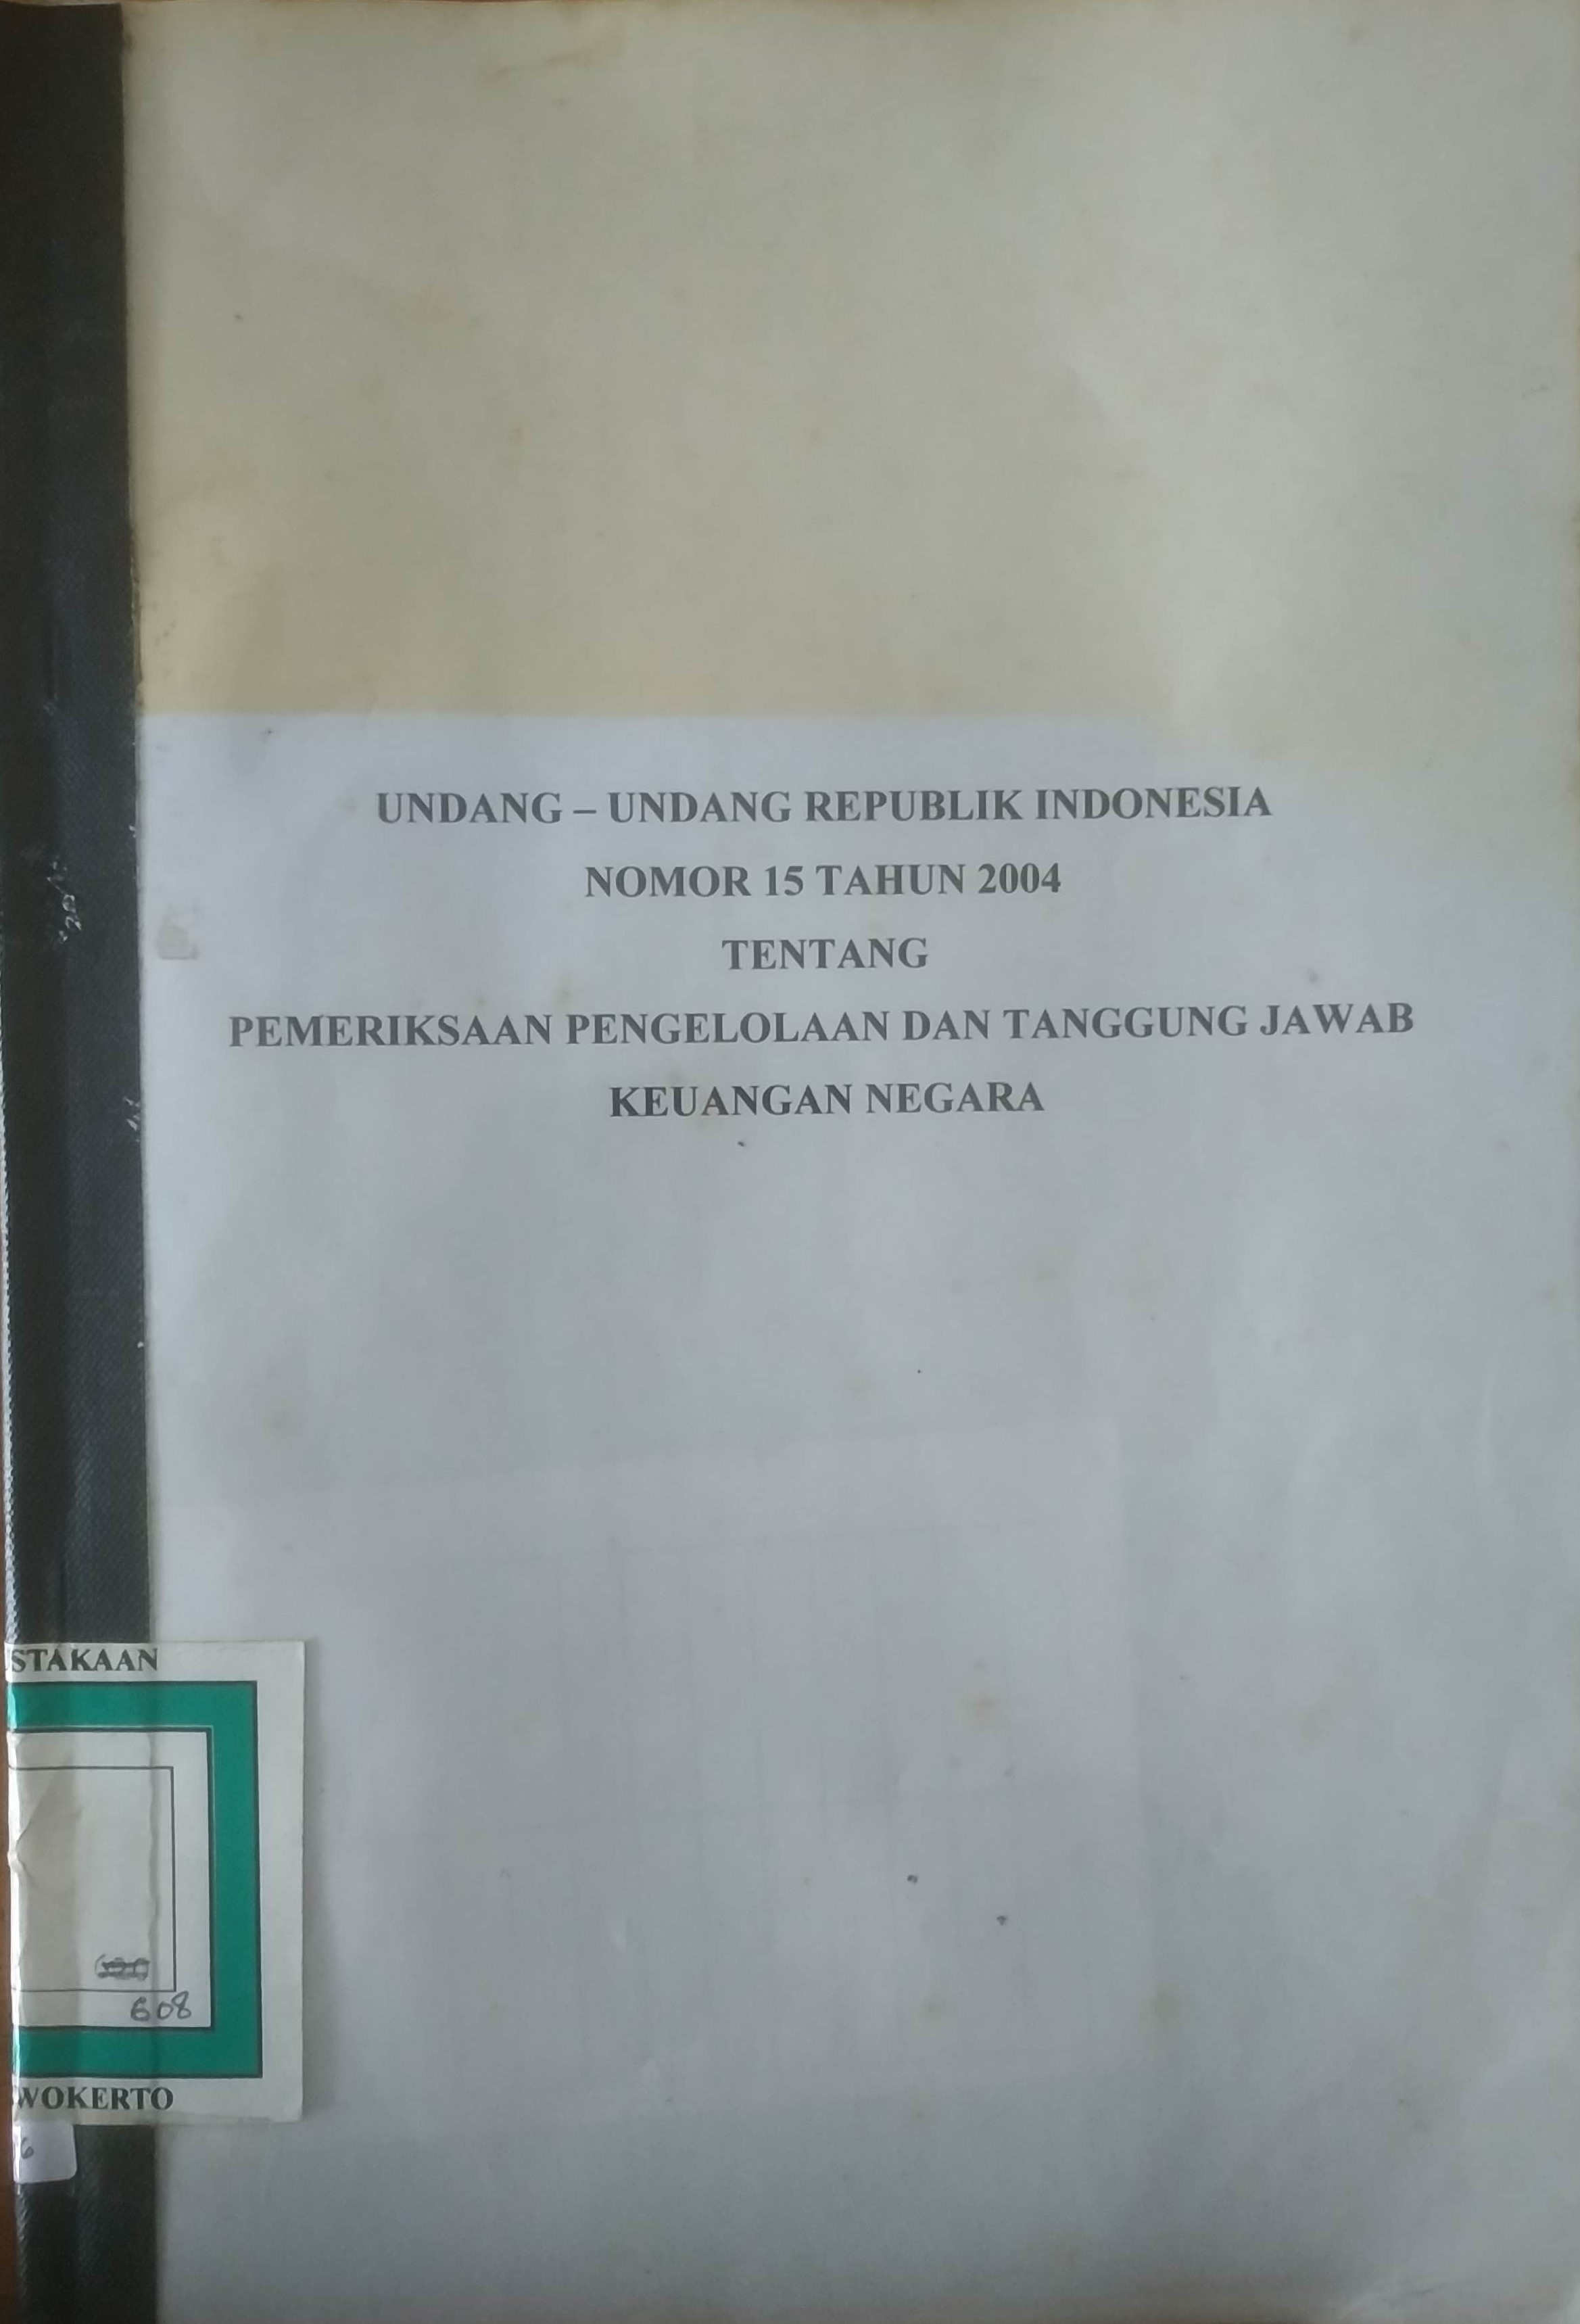 UNDANG – UNDANG REPUBLIK INDONESIA
NOMOR 15 TAHUN 2004
TENTANG
PEMERIKSAAN PENGELOLAAN DAN TANGGUNG JAWAB
KEUANGAN NEGARA
STAKAAN
608
WOKERTO
6